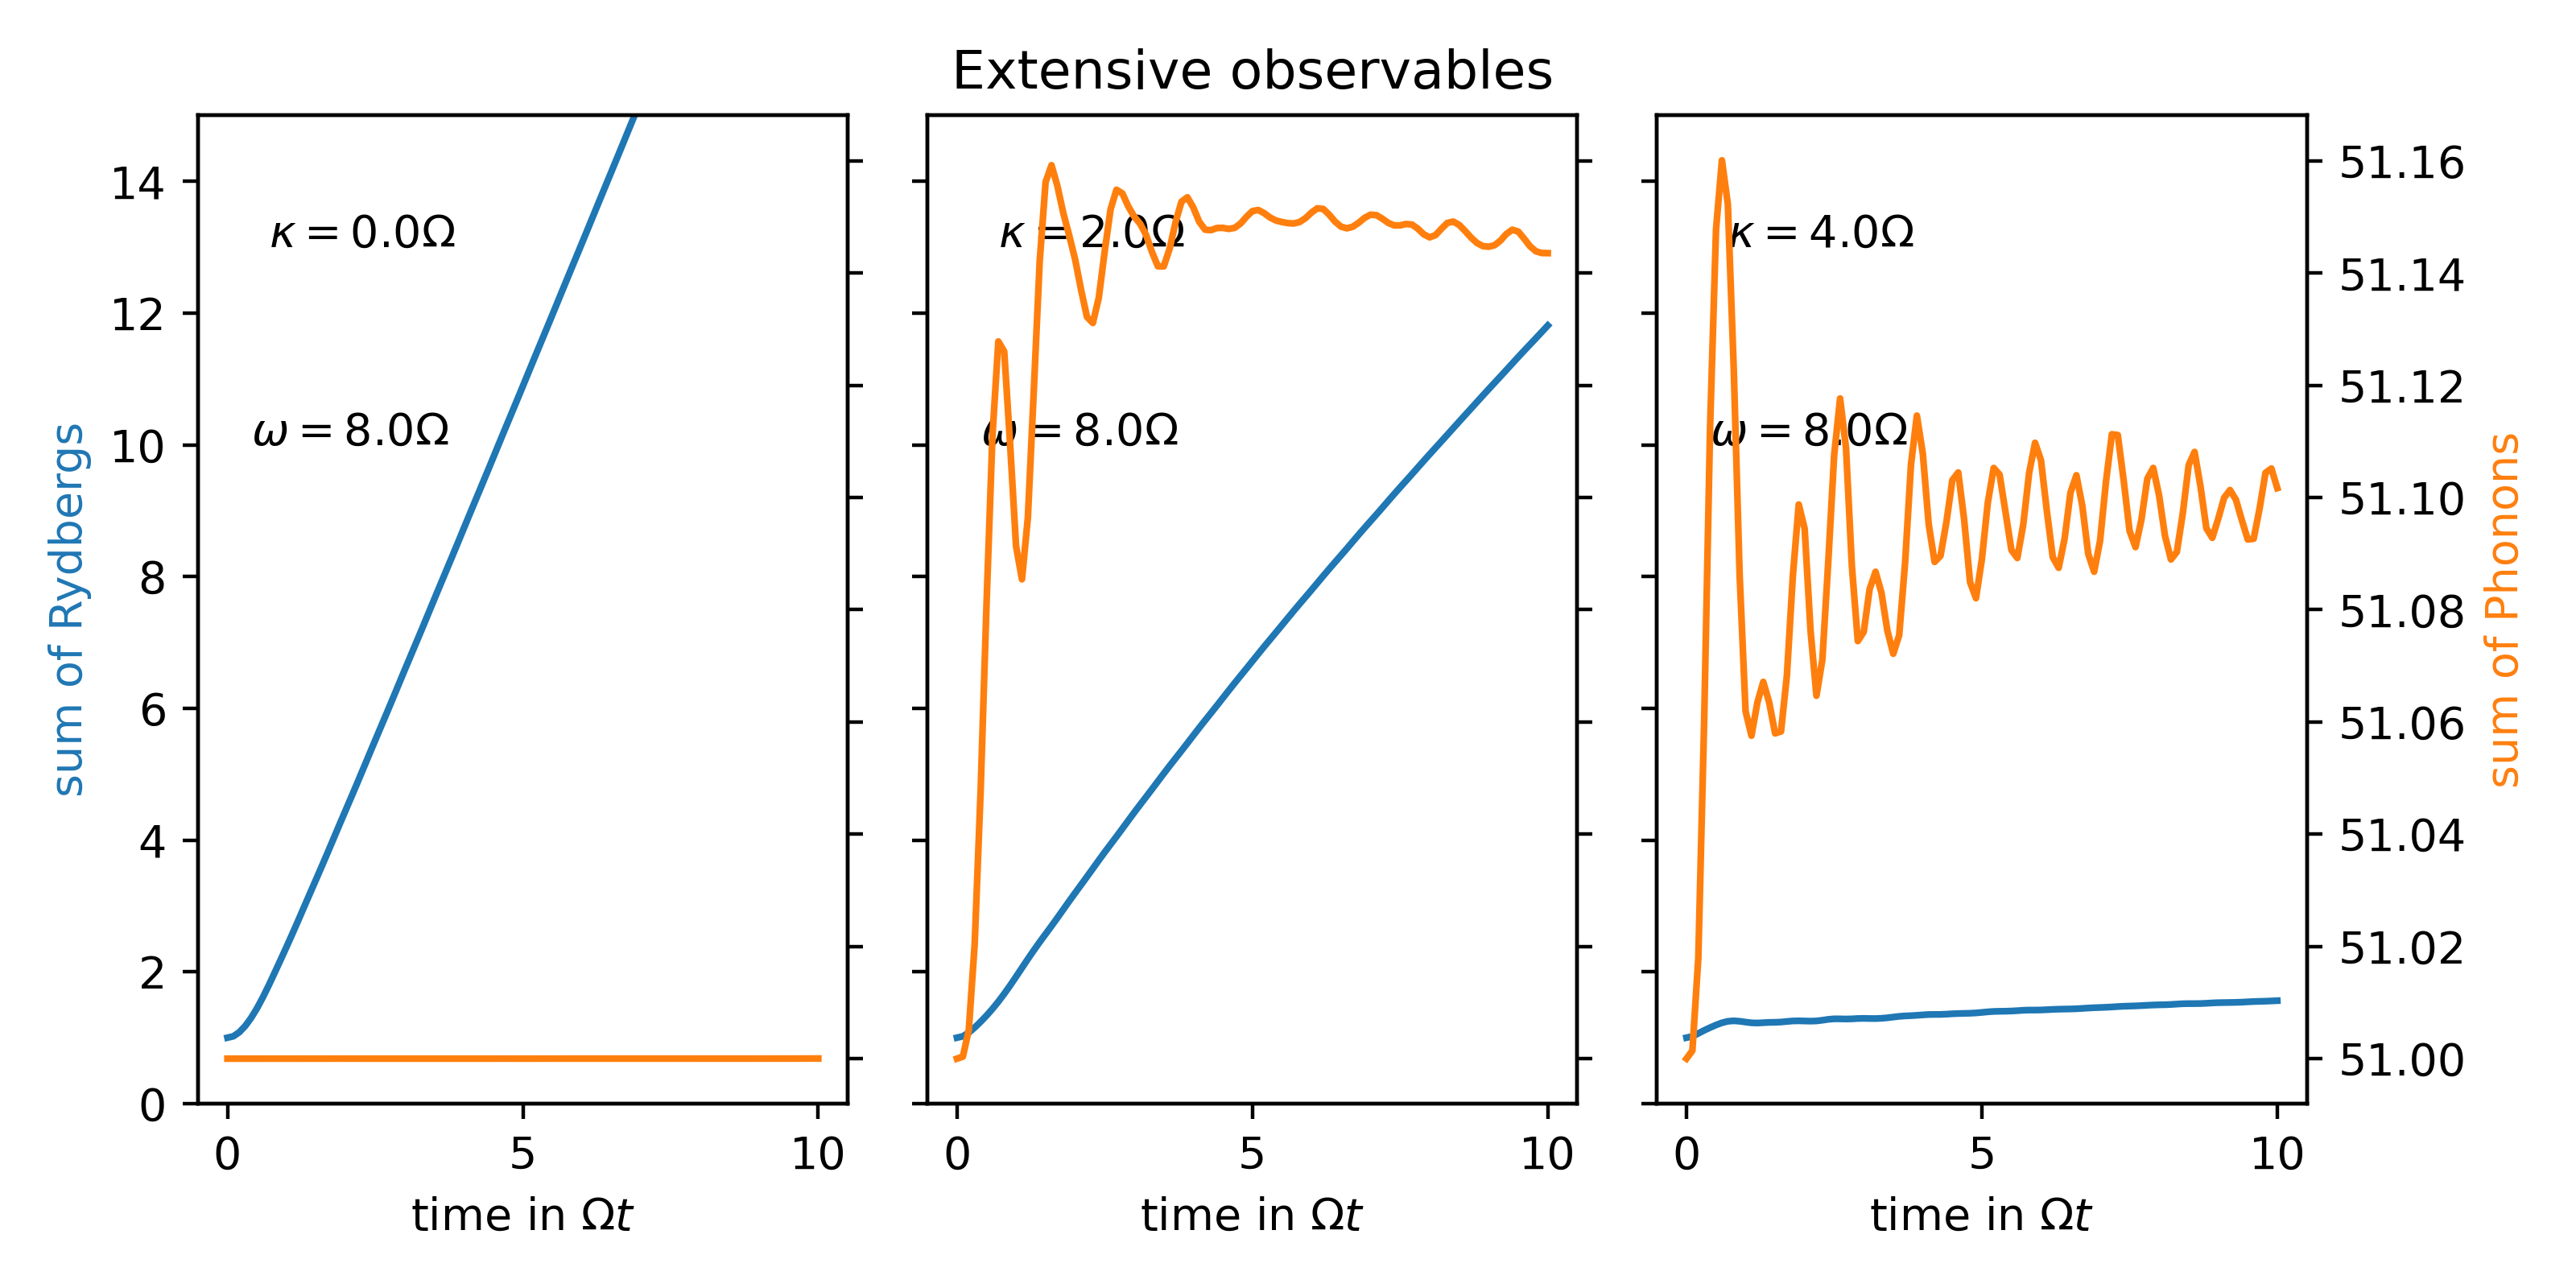 Extensive observables
sum of Rydbergs
14
12
10
8
6
4
2
0
κ = 0.0Ω
ω = 8.0Ω
0 5 10
time in Ωt
κ = 2.0Ω
ω = 8.0Ω
0 5 10
time in Ωt
κ = 4.0Ω
ω = 8.0Ω
0 5 10
time in Ωt
51.16
51.14
51.12
51.10
51.08
51.06
51.04
51.02
51.00
sum of Phonons